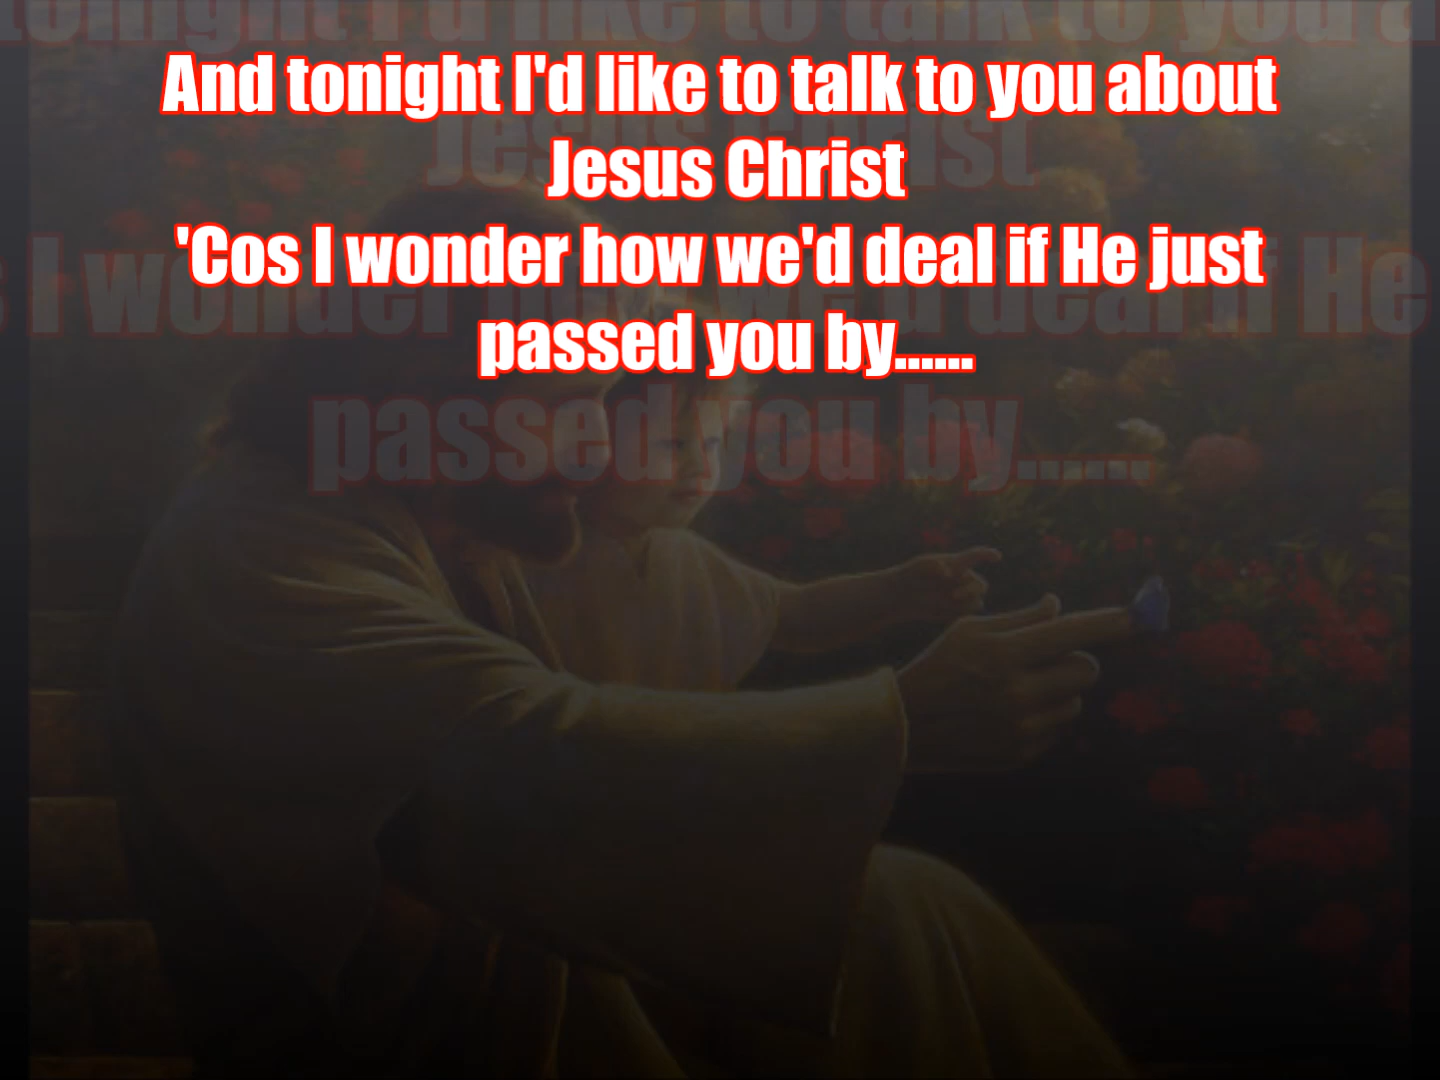 And tonight I'd like to talk to you about
Jesus Christ
'Cos I wonder how we'd deal if He just
passed you by......